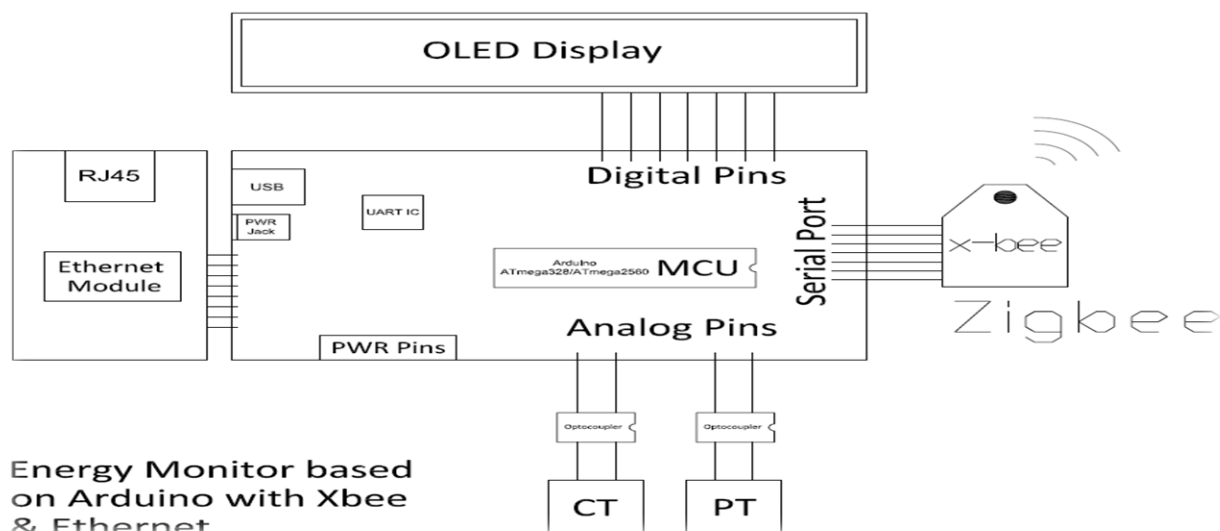 OLED Display
RJ45
USB
Digital Pins
PWR
Jack
UART IC
Serial Port
x-bee
Ethernet
Module
Arduino
ATmega328/ATmega2560
MCU
Zigbee
Analog Pins
PWR Pins
Optocoupler
Optocoupler
Energy Monitor based
on Arduino with Xbee
& Ethernet
CT
PT